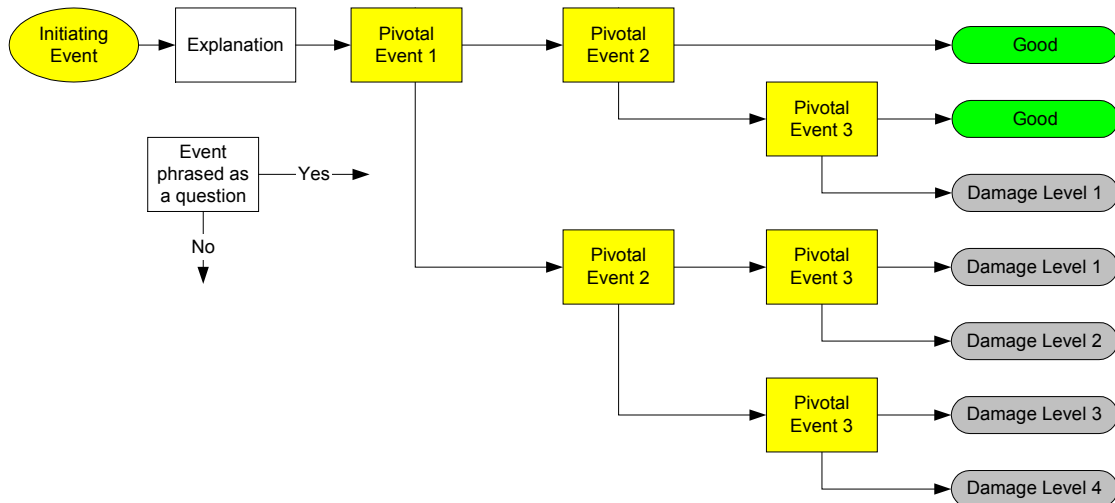 Initiating
Event
Explanation
Pivotal
Event 1
Pivotal
Event 2
Good
Pivotal
Event 3
Good
Event
phrased as
a question
Yes
No
Damage Level 1
Pivotal
Event 2
Pivotal
Event 3
Damage Level 1
Damage Level 2
Pivotal
Event 3
Damage Level 3
Damage Level 4